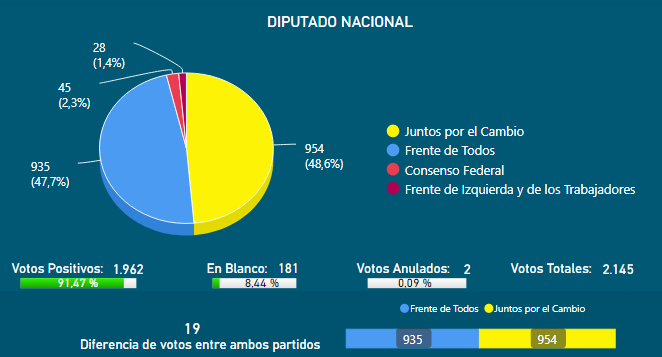 DIPUTADO NACIONAL
28
(1,4%)
45
(2,3%)
935
(47,7%)
954
(48,6%)
Juntos por el Cambio
Frente de Todos
Consenso Federal
Frente de Izquierda y de los Trabajadores
Votos Positivos: 1.962
91,47 %
En Blanco: 181
8,44 %
Votos Anulados: 2
0,09 %
Votos Totales: 2.145
Frente de Todos Juntos por el Cambio
19
Diferencia de votos entre ambos partidos
935 954